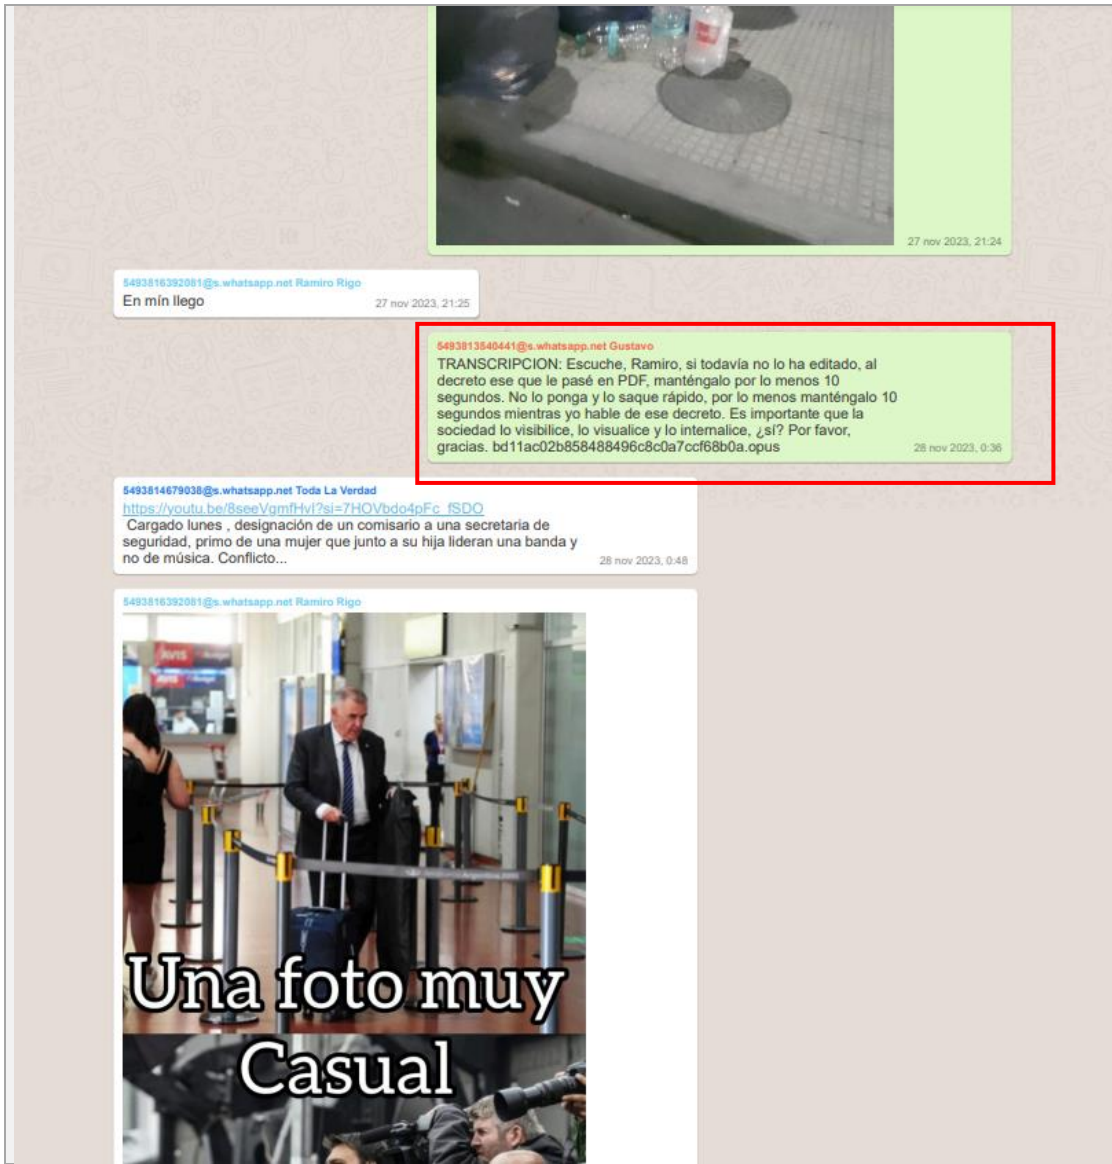 27 nov 2023, 21:24
5493816392081@s.whatsapp.net Ramiro Rigo
En mín llego
27 nov 2023, 21:25
5493813540441@s.whatsapp.net Gustavo
TRANSCRIPCION: Escuche, Ramiro, si todavía no lo ha editado, al
decreto ese que le pasé en PDF, manténgalo por lo menos 10
segundos. No lo ponga y lo saque rápido, por lo menos manténgalo 10
segundos mientras yo hable de ese decreto. Es importante que la
sociedad lo visibilice, lo visualice y lo internalice, ¿sí? Por favor,
gracias. bd11ac02b858488496c8c0a7ccf68b0a.opus
28 nov 2023, 0:36
5493814679038@s.whatsapp.net Toda La Verdad
https://youtu.be/8seeVgmfHvI?si=7HOVbdo4pFc_fSDO
Cargado lunes , designación de un comisario a una secretaria de
seguridad, primo de una mujer que junto a su hija lideran una banda y
no de música. Conflicto...
28 nov 2023, 0:48
5493816392081@s.whatsapp.net Ramiro Rigo
AVIS
AVIS
Una foto muy
Casual